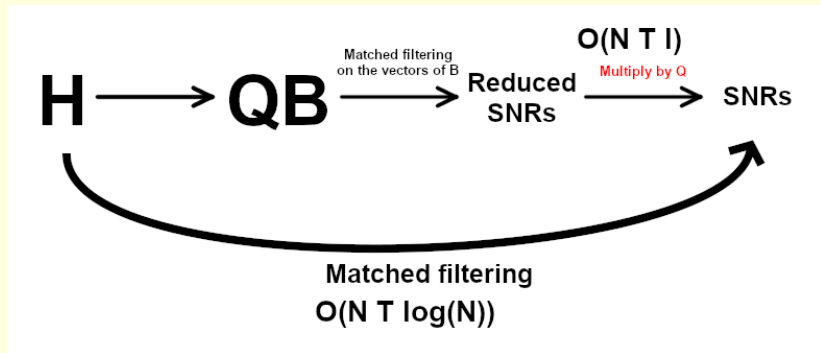 H
QB
Matched filtering
on the vectors of B
Reduced
SNRs
O(N T l)
Multiply by Q
SNRs
Matched filtering
O(N T log(N))